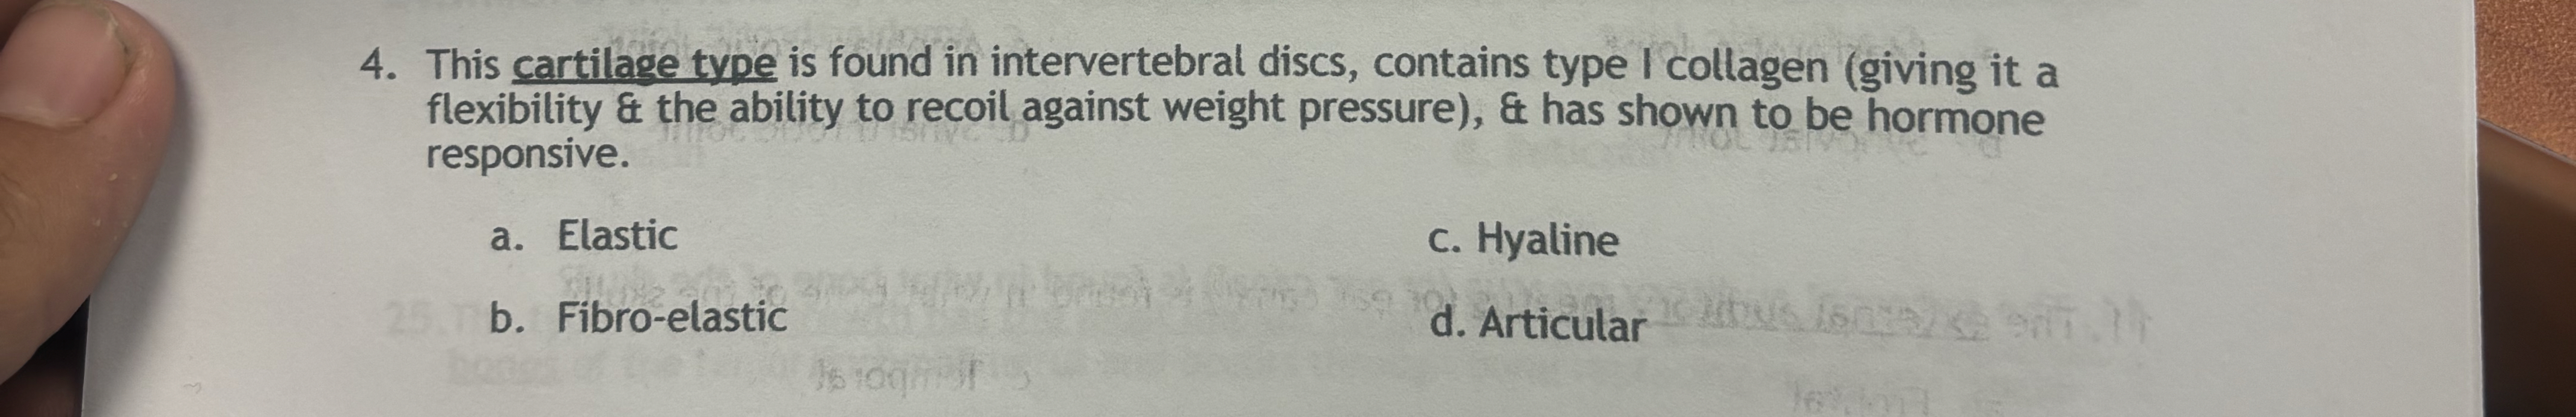 4. This cartilage type is found in intervertebral discs, contains type I collagen (giving it a
flexibility & the ability to recoil against weight pressure), & has shown to be hormone
responsive.
a. Elastic
c. Hyaline
b. Fibro-elastic
d. Articular